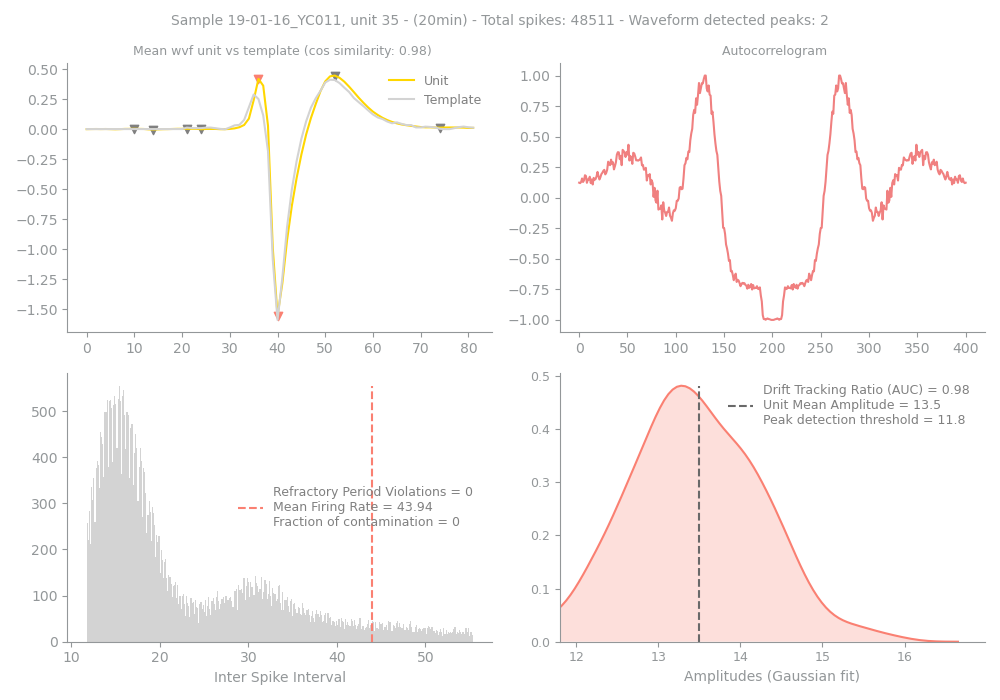 Sample 19-01-16_YC011, unit 35 - (20min) - Total spikes: 48511 - Waveform detected peaks: 2
Mean wvf unit vs template (cos similarity: 0.98)
0.50
0.25
0.00
−0.25
−0.50
−0.75
−1.00
−1.25
−1.50
0 10 20 30 40 50 60 70 80
Unit
Template
Autocorrelogram
1.00
0.75
0.50
0.25
0.00
−0.25
−0.50
−0.75
−1.00
0 50 100 150 200 250 300 350 400
500
400
300
200
100
0
10 20 30 40 50
Refractory Period Violations = 0
Mean Firing Rate = 43.94
Fraction of contamination = 0
Inter Spike Interval
0.5
0.4
0.3
0.2
0.1
0.0
12 13 14 15 16
Drift Tracking Ratio (AUC) = 0.98
Unit Mean Amplitude = 13.5
Peak detection threshold = 11.8
Amplitudes (Gaussian fit)